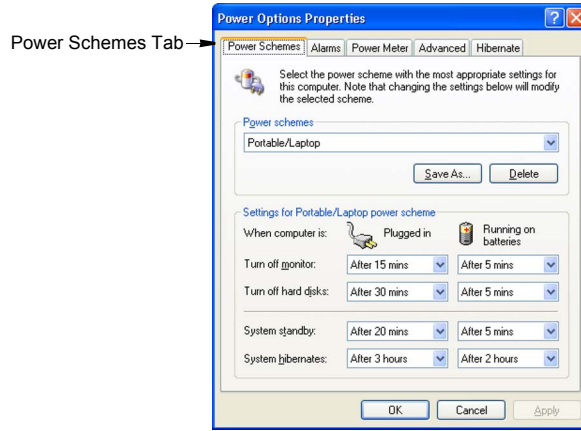 Power Options Properties
Power Schemes Tab
Power Schemes Alarms Power Meter Advanced Hibernate
Select the power scheme with the most appropriate settings for
this computer. Note that changing the settings below will modify
the selected scheme.
Power schemes
Portable/Laptop
Save As... Delete
Settings for Portable/Laptop power scheme
When computer is: Plugged in Running on
batteries
Turn off monitor: After 15 mins After 5 mins
Turn off hard disks: After 30 mins After 5 mins
System standby: After 20 mins After 5 mins
System hibernates: After 3 hours After 2 hours
OK Cancel Apply